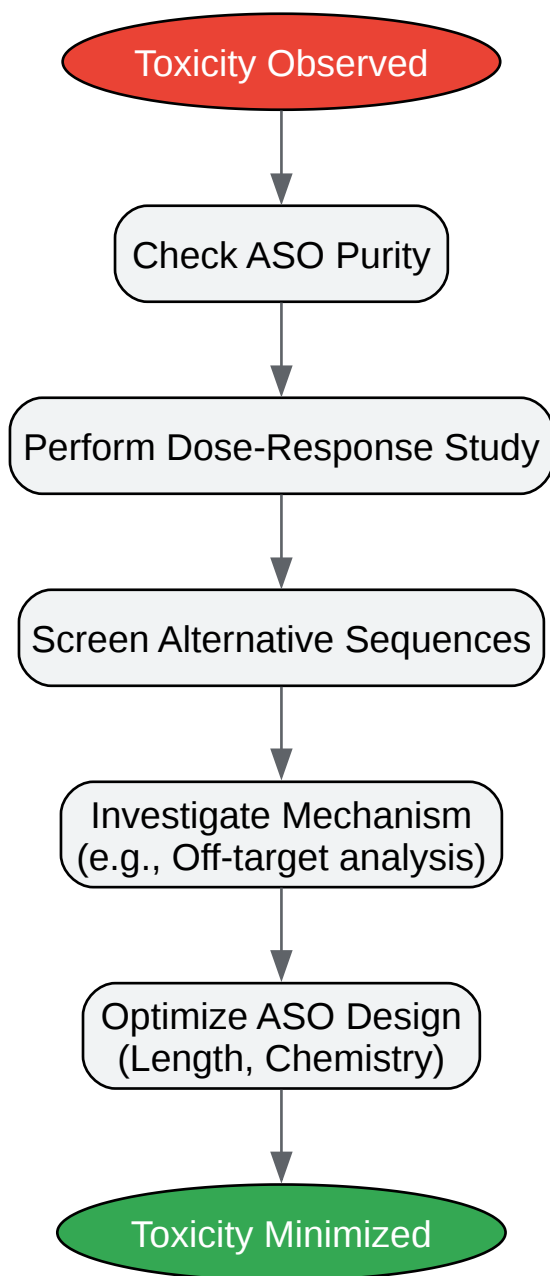 Toxicity Observed
Check ASO Purity
Perform Dose-Response Study
Screen Alternative Sequences
Investigate Mechanism
(e.g., Off-target analysis)
Optimize ASO Design
(Length, Chemistry)
Toxicity Minimized